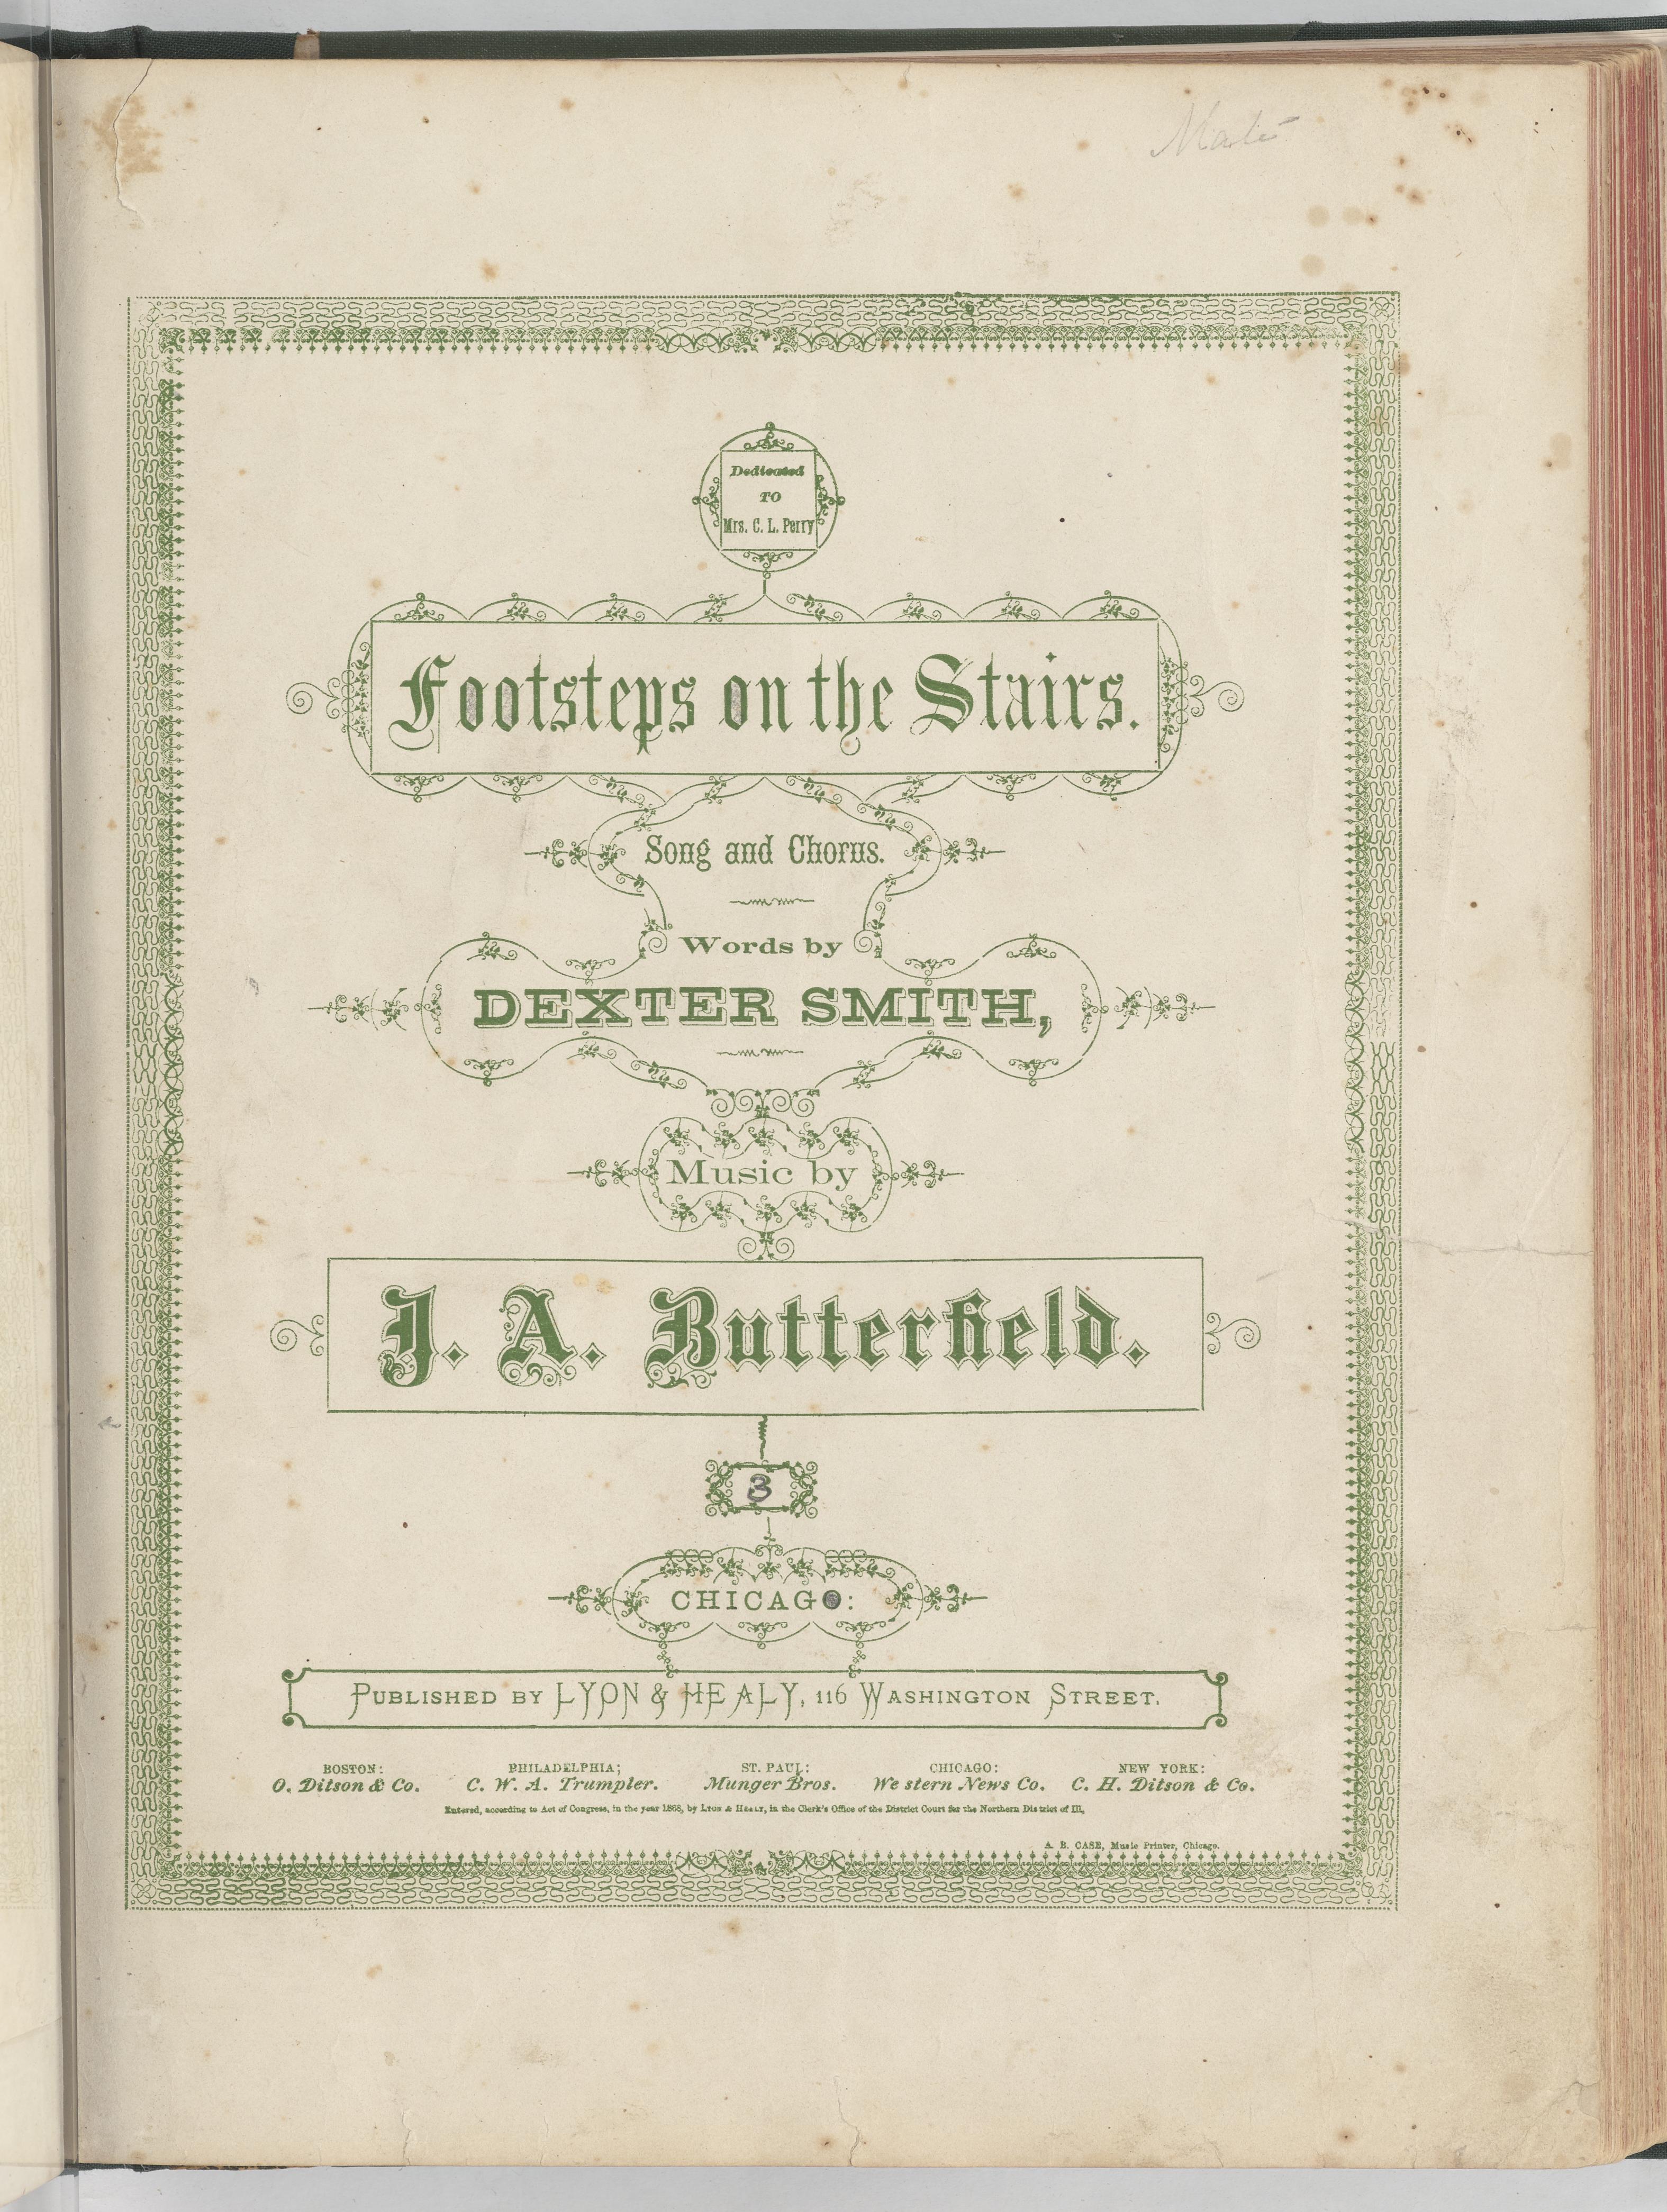 Dedicated
TO
Mrs. C. L. Perry
Footsteps on the Stairs.
Song and Chorus.
Words by
DEXTER SMITH,
Music by
J. A. Butterfield.
3
CHICAGO:
PUBLISHED BY LYON & HEALY, 116 WASHINGTON STREET.
BOSTON: PHILADELPHIA; ST. PAUL: CHICAGO: NEW YORK:
O. Ditson & Co. C. W. A. Trumpler. Munger Bros. Western News Co. C. H. Ditson & Co.
Entered, according to Act of Congress, in the year 1868, by LYON & HEALY, in the Clerk's Office of the District Court for the Northern District of Ill.
A. B. CASE, Music Printer, Chicago.